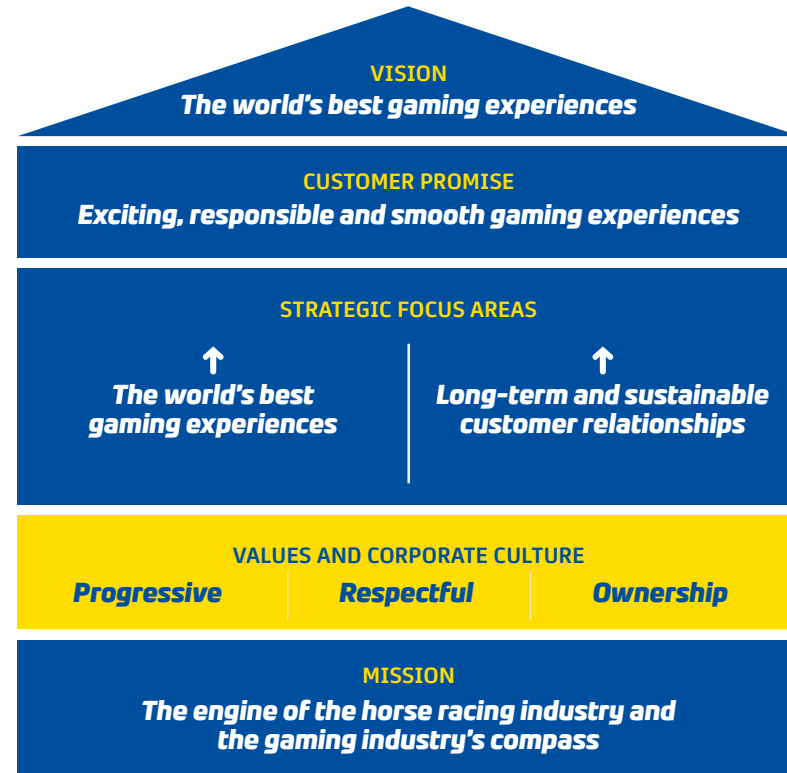 VISION
The world's best gaming experiences
CUSTOMER PROMISE
Exciting, responsible and smooth gaming experiences
STRATEGIC FOCUS AREAS
The world's best
gaming experiences
Long-term and sustainable
customer relationships
VALUES AND CORPORATE CULTURE
Progressive
Respectful
Ownership
MISSION
The engine of the horse racing industry and
the gaming industry's compass